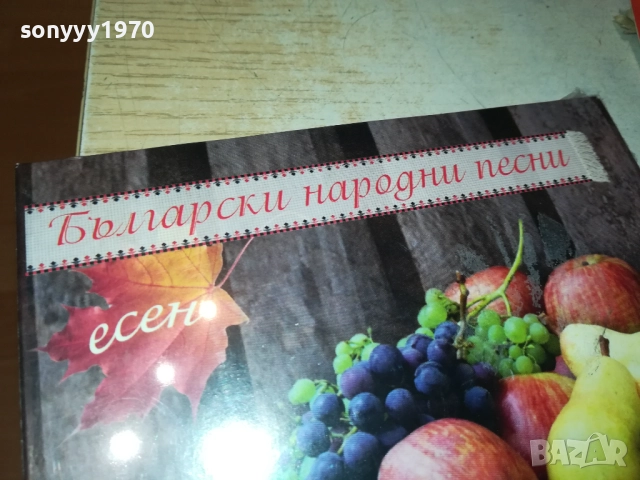 sonyyy1970
Български народни песни
есен
BAZAR